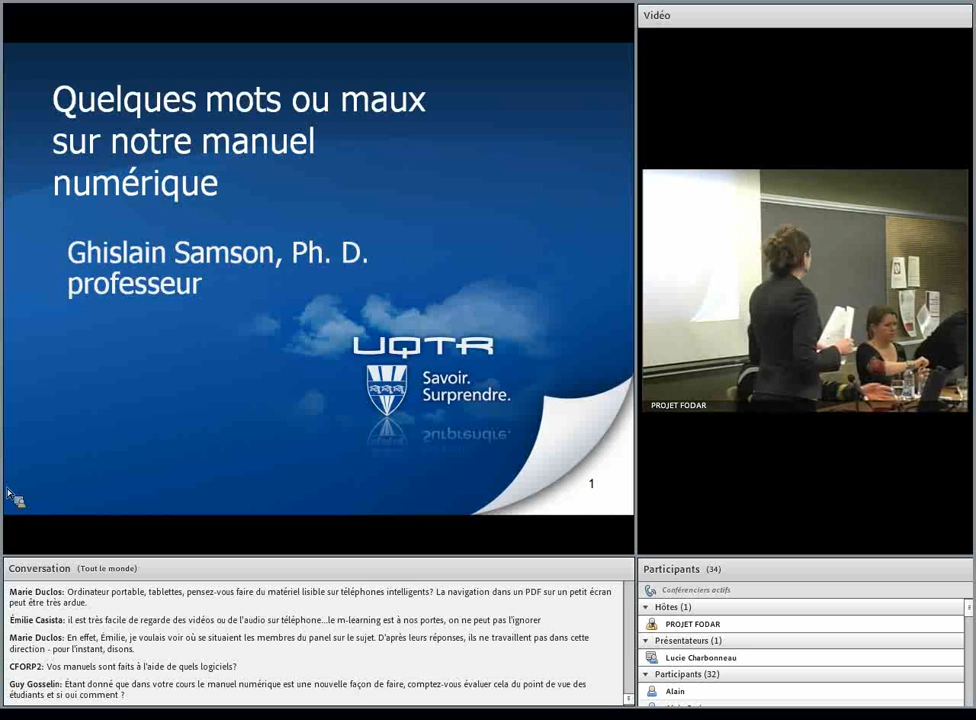 Quelques mots ou maux
sur notre manuel
numérique
Ghislain Samson, Ph. D.
professeur
UQTR
Savoir.
Surprendre.
1
Vidéo
PROJET FODAR
Conversation (Tout le monde)
Marie Duclos: Ordinateur portable, tablettes, pensez-vous faire du matériel lisible sur téléphones intelligents? La navigation dans un PDF sur un petit écran
peut être très ardue.
Émilie Casista: il est très facile de regarde des vidéos ou de l'audio sur téléphone...le m-learning est à nos portes, on ne peut pas l'ignorer
Marie Duclos: En effet, Émilie, je voulais voir où se situaient les membres du panel sur le sujet. D'après leurs réponses, ils ne travaillent pas dans cette
direction - pour l'instant, disons.
CFORP2: Vos manuels sont faits à l'aide de quels logiciels?
Guy Gosselin: Étant donné que dans votre cours le manuel numérique est une nouvelle façon de faire, comptez-vous évaluer cela du point de vue des
étudiants et si oui comment ?
Participants (34)
Conférenciers actifs
Hôtes (1)
PROJET FODAR
Présentateurs (1)
Lucie Charbonneau
Participants (32)
Alain